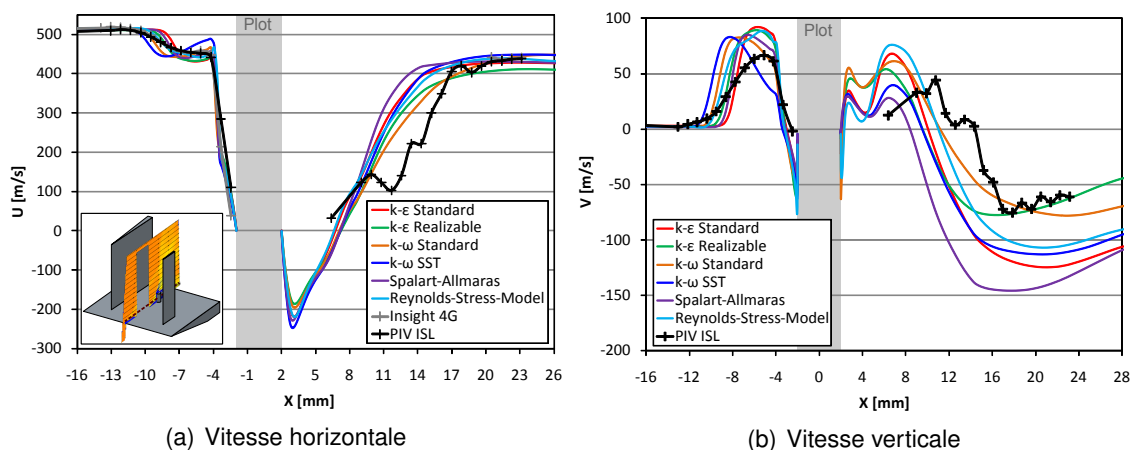 Plot
500
400
300
200
100
0
-100
-200
-300
U [m/s]
k-ε Standard
k-ε Realizable
k-ω Standard
k-ω SST
Spalart-Allmaras
Reynolds-Stress-Model
Insight 4G
PIV ISL
-16 -13 -10 -7 -4 -1 2 5 8 11 14 17 20 23 26
X [mm]
(a) Vitesse horizontale
Plot
100
50
0
-50
-100
-150
-200
V [m/s]
k-ε Standard
k-ε Realizable
k-ω Standard
k-ω SST
Spalart-Allmaras
Reynolds-Stress-Model
PIV ISL
-16 -12 -8 -4 0 4 8 12 16 20 24 28
X [mm]
(b) Vitesse verticale